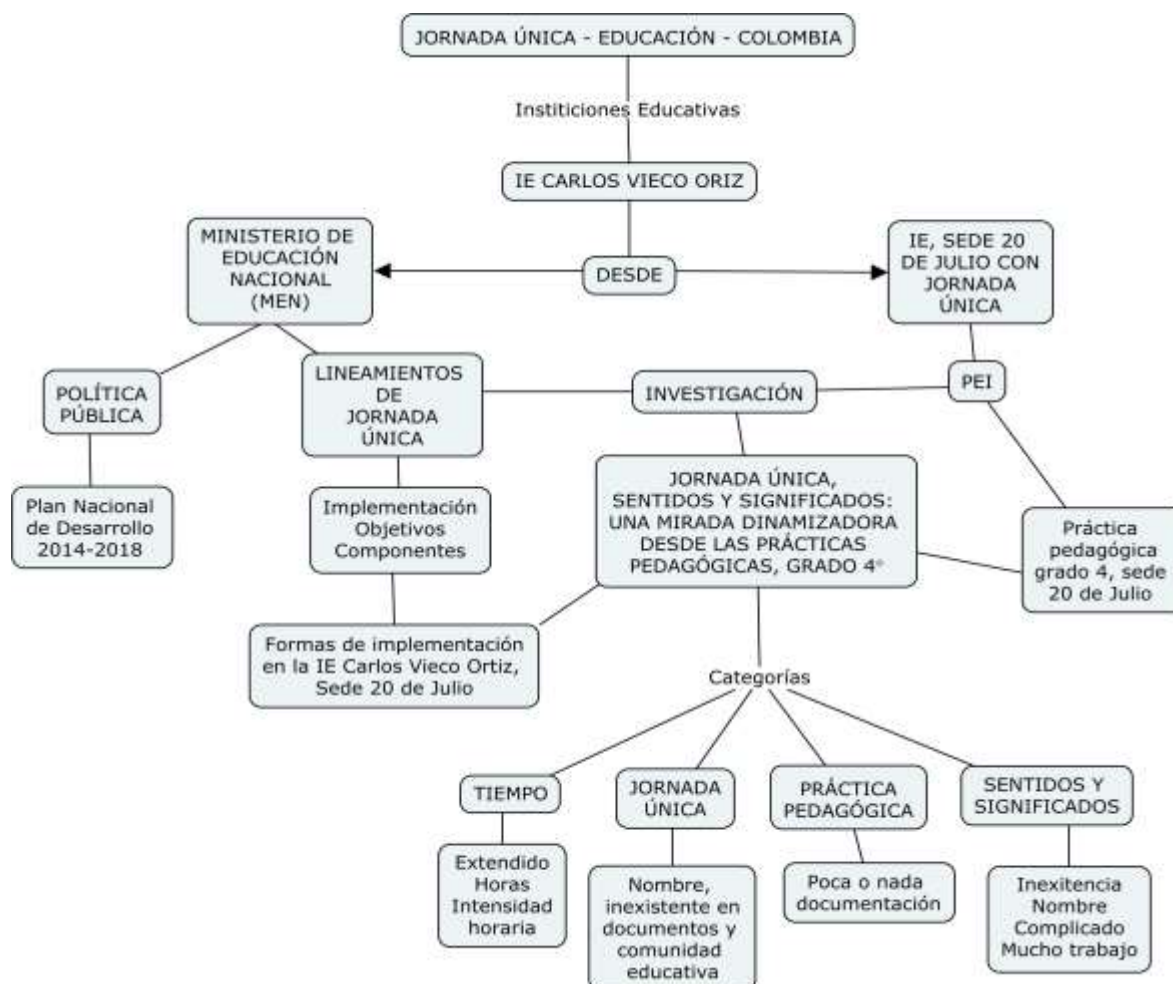 JORNADA ÚNICA - EDUCACIÓN - COLOMBIA
Institiciones Educativas
IE CARLOS VIECO ORIZ
MINISTERIO DE
EDUCACIÓN
NACIONAL
(MEN)
DESDE
IE, SEDE 20
DE JULIO CON
JORNADA
ÚNICA
POLÍTICA
PÚBLICA
LINEAMIENTOS
DE
JORNADA
ÚNICA
INVESTIGACIÓN
PEI
Plan Nacional
de Desarrollo
2014-2018
Implementación
Objetivos
Componentes
JORNADA ÚNICA,
SENTIDOS Y SIGNIFICADOS:
UNA MIRADA DINAMIZADORA
DESDE LAS PRÁCTICAS
PEDAGÓGICAS, GRADO 4°
Práctica
pedagógica
grado 4, sede
20 de Julio
Formas de implementación
en la IE Carlos Vieco Ortiz,
Sede 20 de Julio
Categorías
TIEMPO
JORNADA
ÚNICA
PRÁCTICA
PEDAGÓGICA
SENTIDOS Y
SIGNIFICADOS
Extendido
Horas
Intensidad
horaria
Nombre,
inexistente en
documentos y
comunidad
educativa
Poca o nada
documentación
Inexitencia
Nombre
Complicado
Mucho trabajo